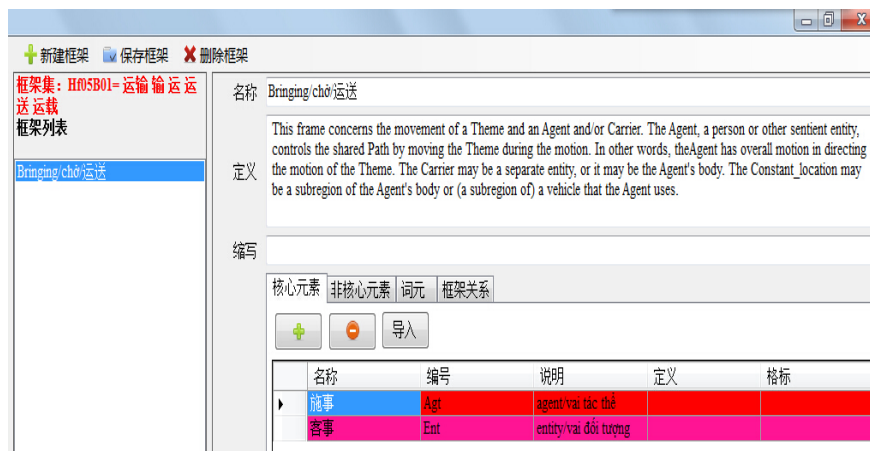 新建框架 保存框架 删除框架
框架集：Hf05B01= 运输 输 运 运
送 运载
框架列表
Bringing/chở/运送
名称 Bringing/chở/运送
定义
This frame concerns the movement of a Theme and an Agent and/or Carrier. The Agent, a person or other sentient entity,
controls the shared Path by moving the Theme during the motion. In other words, theAgent has overall motion in directing
the motion of the Theme. The Carrier may be a separate entity, or it may be the Agent's body. The Constant_location may
be a subregion of the Agent's body or (a subregion of) a vehicle that the Agent uses.
缩写
核心元素 非核心元素 词元 框架关系
导入
名称 编号 说明 定义 格标
施事 Agt agent/vai tác thể
客事 Ent entity/vai đối tượng